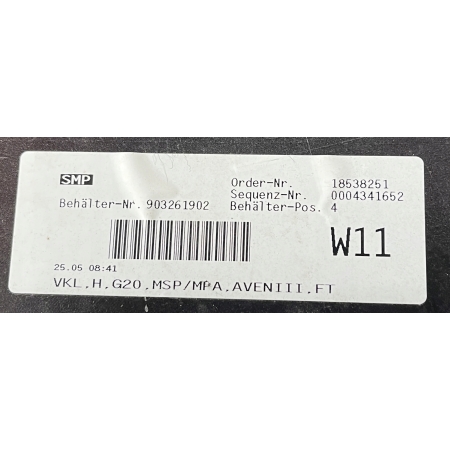 SMP
Order-Nr. 18538251
Sequenz-Nr. 0004341652
Behälter-Nr. 903261902 Behälter-Pos. 4
W11
25.05 08:41
VKL.H.G20.MSP/MPA.AVENIII.FT